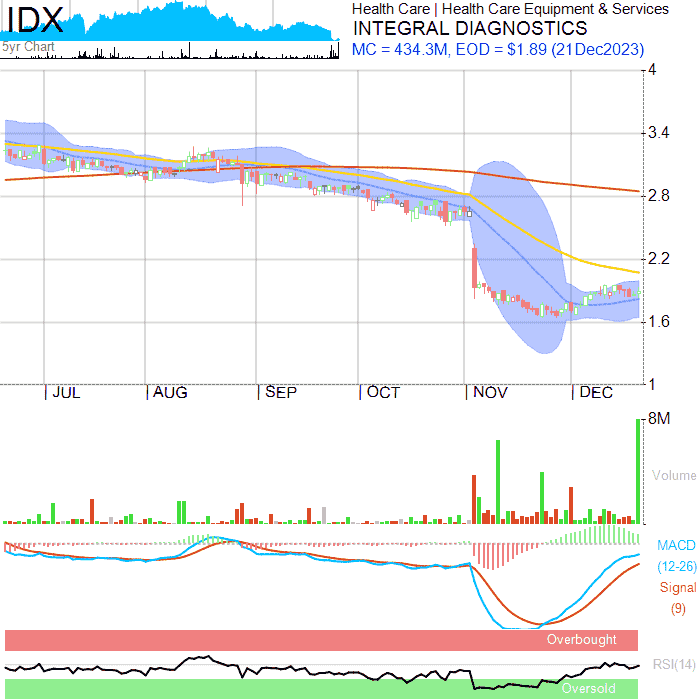 IDX
5yr Chart
Health Care | Health Care Equipment & Services
INTEGRAL DIAGNOSTICS
MC = 434.3M, EOD = $1.89 (21Dec2023)
4
3.4
2.8
2.2
1.6
1
JUL AUG SEP OCT NOV DEC
8M
Volume
MACD
(12-26)
Signal
(9)
Overbought
RSI(14)
Oversold